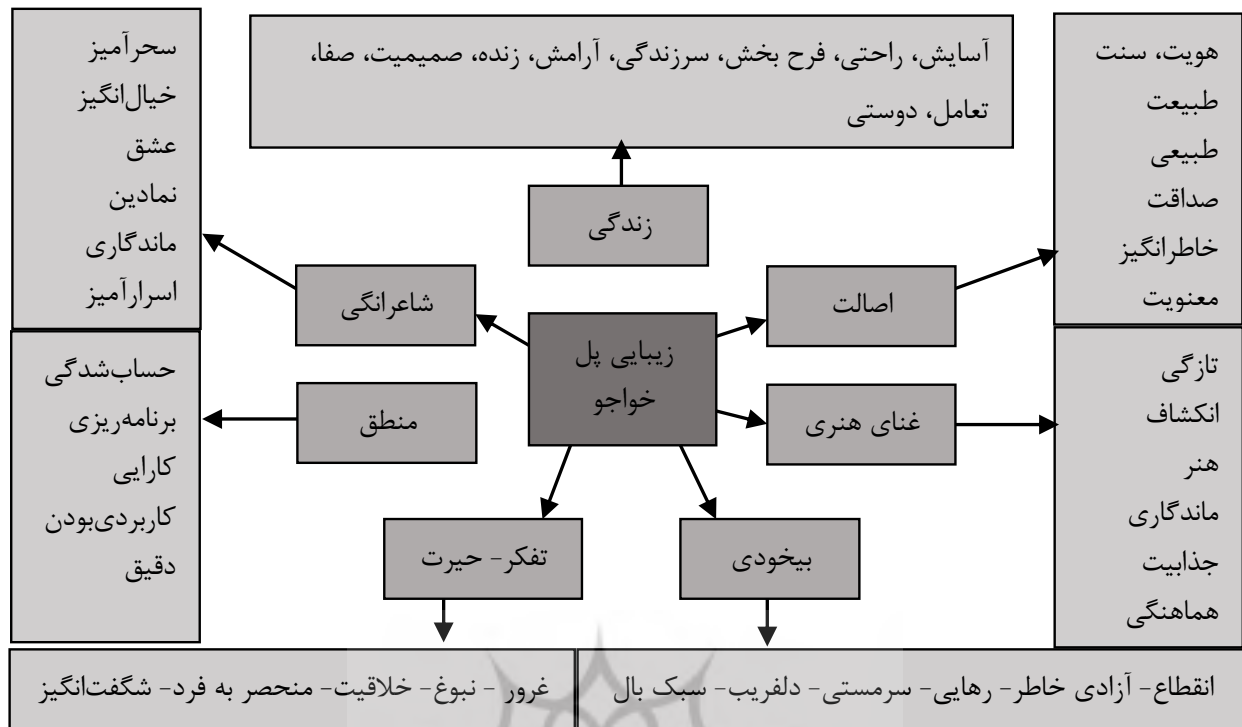 هویت، سنت
طبیعت
طبیعی
صداقت
خاطرانگیز
معنویت
آسایش، راحتی، فرح بخش، سرزندگی، آرامش، زنده، صمیمیت، صفا،
تعامل، دوستی
سحرآمیز
خیال‌انگیز
عشق
نمادین
ماندگاری
اسرارآمیز
زندگی
اصالت
شاعرانگی
زیبایی پل
خواجو
غنای هنری
منطق
تازگی
انکشاف
هنر
ماندگاری
جذابیت
هماهنگی
حساب‌شدگی
برنامه‌ریزی
کارایی
کاربردی‌بودن
دقیق
بیخودی
تفکر- حیرت
انقطاع- آزادی خاطر- رهایی- سرمستی- دلفریب- سبک بال
غرور - نبوغ- خلاقیت- منحصر به فرد- شگفت‌انگیز